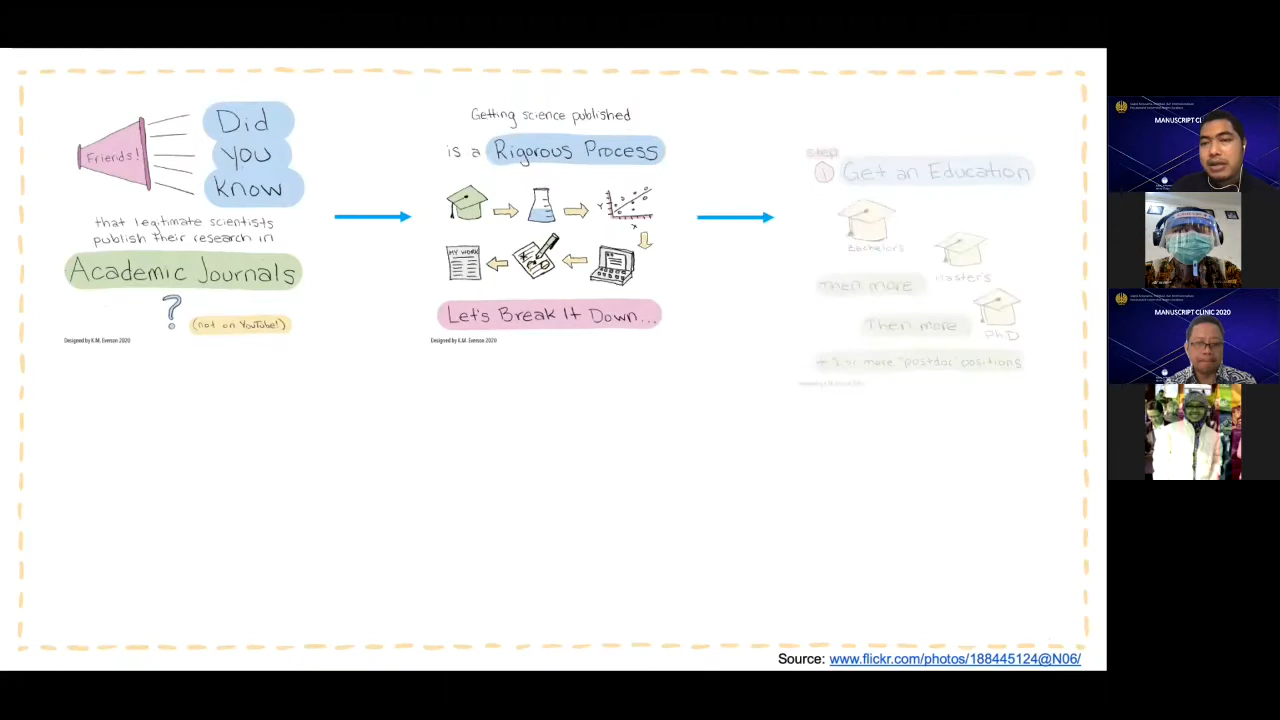 Friends!
Did
you
know
that legitimate scientists
publish their research in
Academic Journals
?
(not on YouTube!)
Designed by K.M. Evenson 2020
Getting science published
is a Rigorous Process
Y
X
MY WORK
Let's Break It Down...
Designed by K.M. Evenson 2020
step
1 Get an Education
Bachelors
Master's
Then more
Then more
PhD
+ 1 or more "postdoc" positions
Source: www.flickr.com/photos/188445124@N06/
MANUSCRIPT CLI
MANUSCRIPT CLINIC 2020